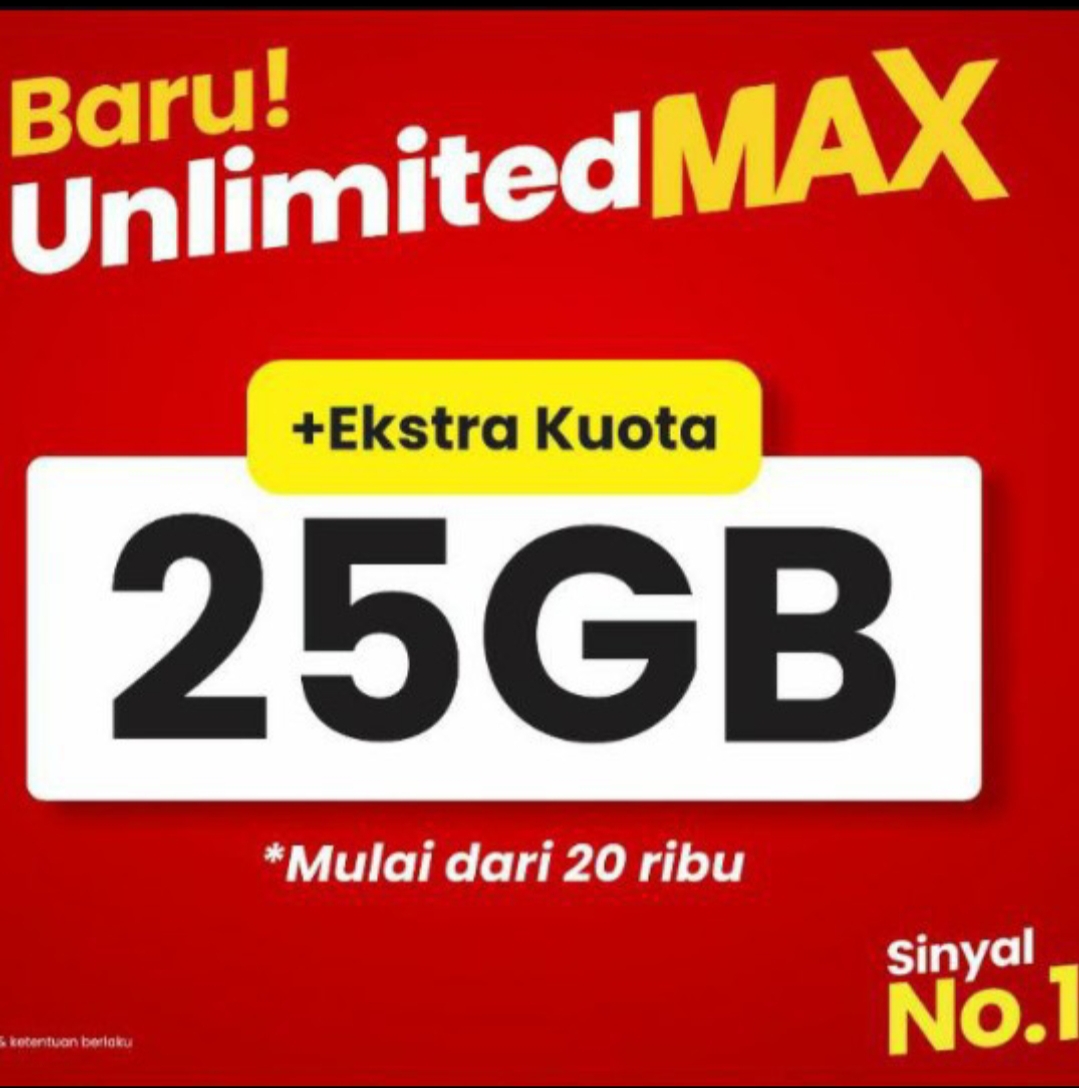 Baru!
UnlimitedMAX
+Ekstra Kuota
25GB
*Mulai dari 20 ribu
Sinyal
No.1
& ketentuan berlaku